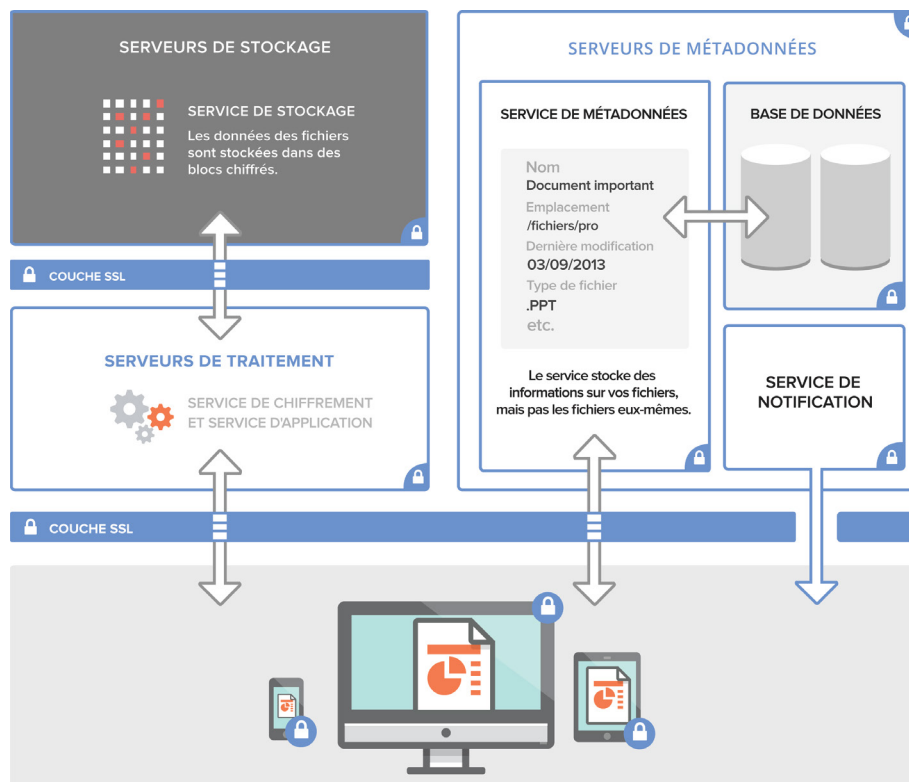 SERVEURS DE STOCKAGE
SERVICE DE STOCKAGE
Les données des fichiers
sont stockées dans des
blocs chiffrés.
COUCHE SSL
SERVEURS DE TRAITEMENT
SERVICE DE CHIFFREMENT
ET SERVICE D'APPLICATION
SERVEURS DE MÉTADONNÉES
SERVICE DE MÉTADONNÉES
Nom
Document important
Emplacement
/fichiers/pro
Dernière modification
03/09/2013
Type de fichier
.PPT
etc.
Le service stocke des
informations sur vos fichiers,
mais pas les fichiers eux-mêmes.
BASE DE DONNÉES
SERVICE DE
NOTIFICATION
COUCHE SSL